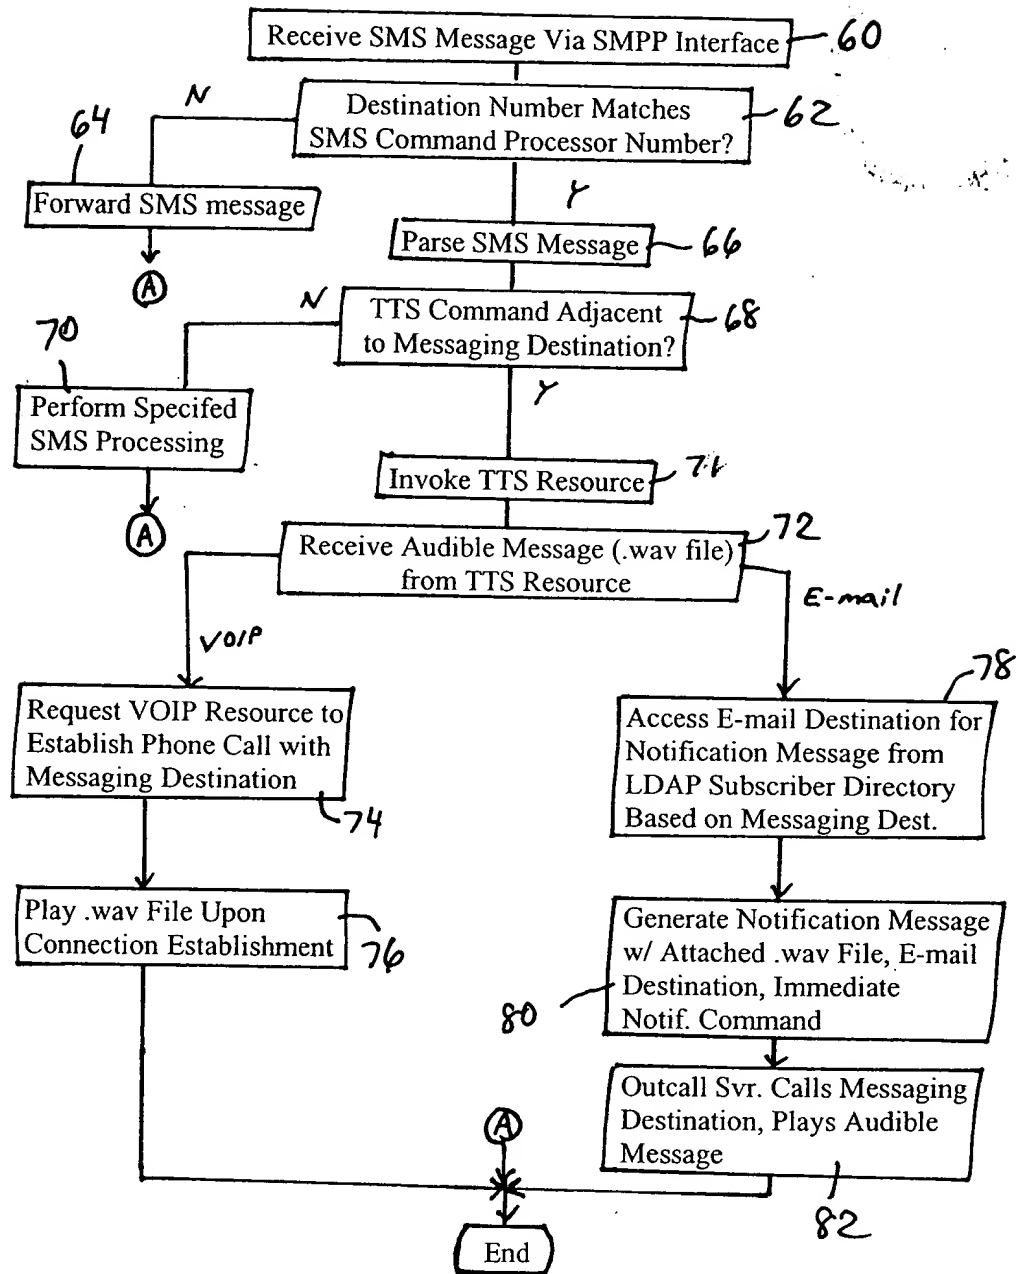 Receive SMS Message Via SMPP Interface
60
N
Destination Number Matches
SMS Command Processor Number?
62
64
Forward SMS message
Y
A
Parse SMS Message
66
N
TTS Command Adjacent
to Messaging Destination?
68
70
Perform Specifed
SMS Processing
Y
A
Invoke TTS Resource
71
Receive Audible Message (.wav file)
from TTS Resource
72
VOIP
E-mail
Request VOIP Resource to
Establish Phone Call with
Messaging Destination
74
78
Access E-mail Destination for
Notification Message from
LDAP Subscriber Directory
Based on Messaging Dest.
Play .wav File Upon
Connection Establishment
76
Generate Notification Message
w/ Attached .wav File, E-mail
Destination, Immediate
Notif. Command
80
Outcall Svr. Calls Messaging
Destination, Plays Audible
Message
82
A
End